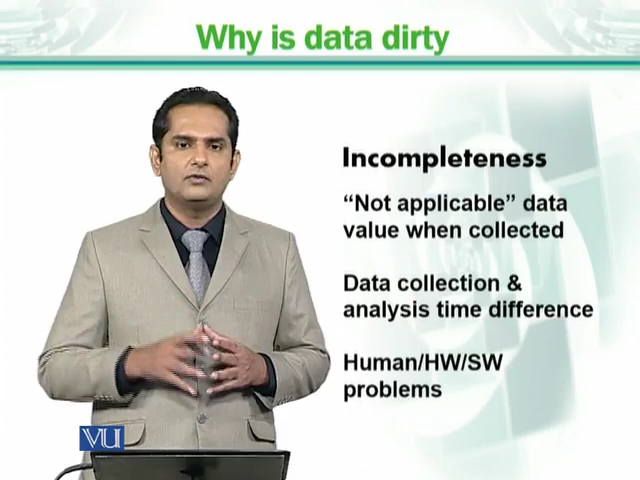 Why is data dirty
Incompleteness
“Not applicable” data
value when collected
Data collection &
analysis time difference
Human/HW/SW
problems
VU